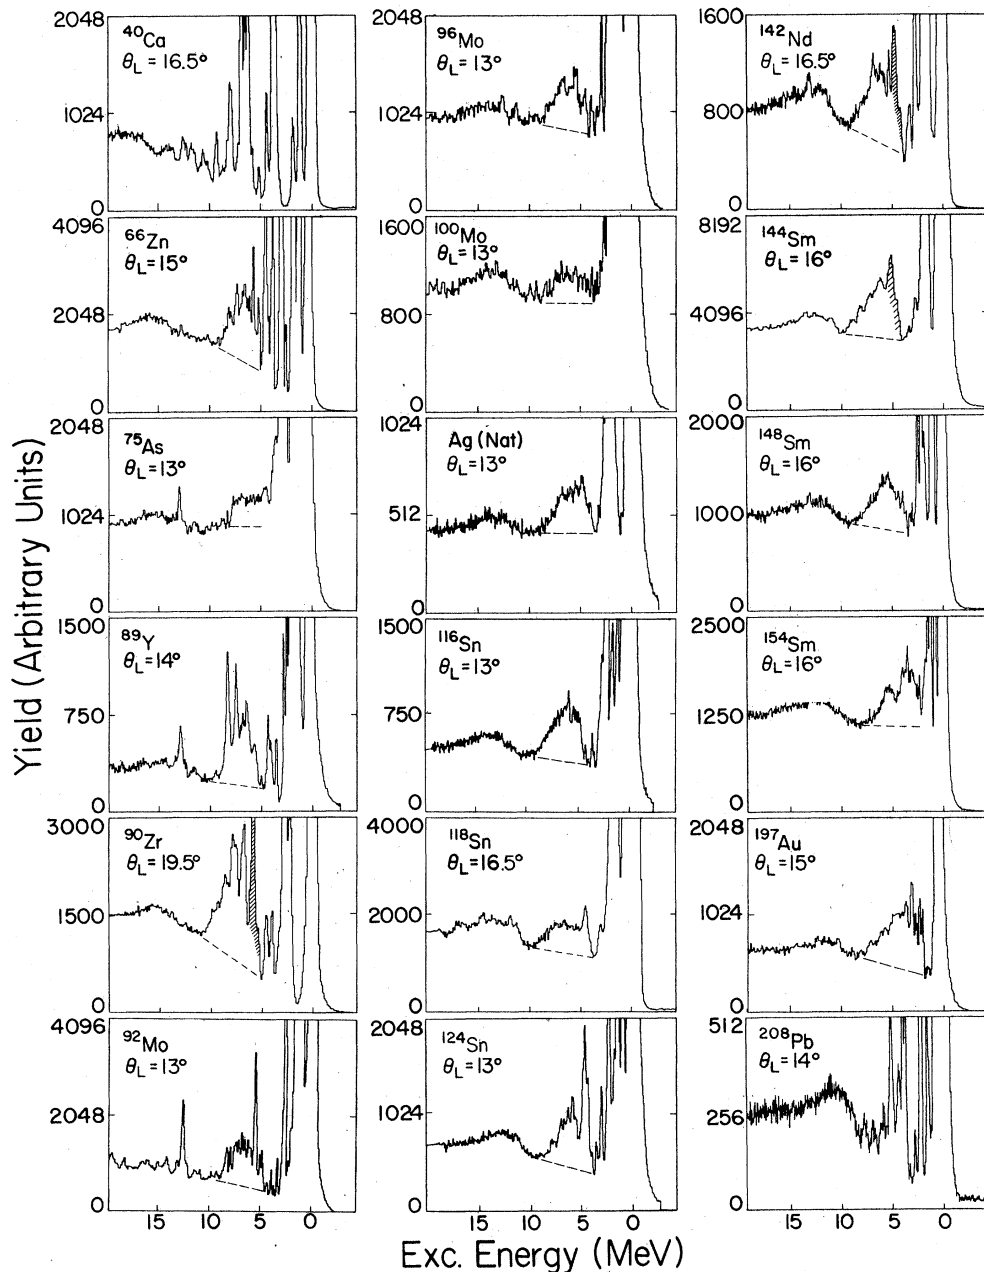 Yield (Arbitrary Units)
2048
1024
0
⁴⁰Ca
θL = 16.5°
2048
1024
0
⁹⁶Mo
θL = 13°
1600
800
0
¹⁴²Nd
θL = 16.5°
4096
2048
0
⁶⁶Zn
θL = 15°
1600
800
0
¹⁰⁰Mo
θL = 13°
8192
4096
0
¹⁴⁴Sm
θL = 16°
2048
1024
0
⁷⁵As
θL = 13°
1024
512
0
Ag (Nat)
θL = 13°
2000
1000
0
¹⁴⁸Sm
θL = 16°
1500
750
0
⁸⁹Y
θL = 14°
1500
750
0
¹¹⁶Sn
θL = 13°
2500
1250
0
¹⁵⁴Sm
θL = 16°
3000
1500
0
⁹⁰Zr
θL = 19.5°
4000
2000
0
¹¹⁸Sn
θL = 16.5°
2048
1024
0
¹⁹⁷Au
θL = 15°
4096
2048
0
⁹²Mo
θL = 13°
2048
1024
0
¹²⁴Sn
θL = 13°
512
256
0
²⁰⁸Pb
θL = 14°
15 10 5 0
15 10 5 0
15 10 5 0
Exc. Energy (MeV)